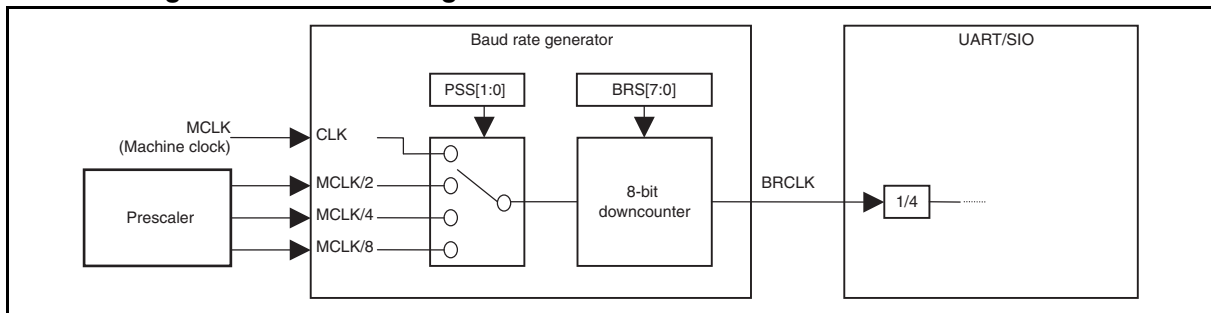 Baud rate generator
UART/SIO
PSS[1:0]
BRS[7:0]
MCLK
(Machine clock)
CLK
MCLK/2
MCLK/4
MCLK/8
Prescaler
8-bit
downcounter
BRCLK
1/4